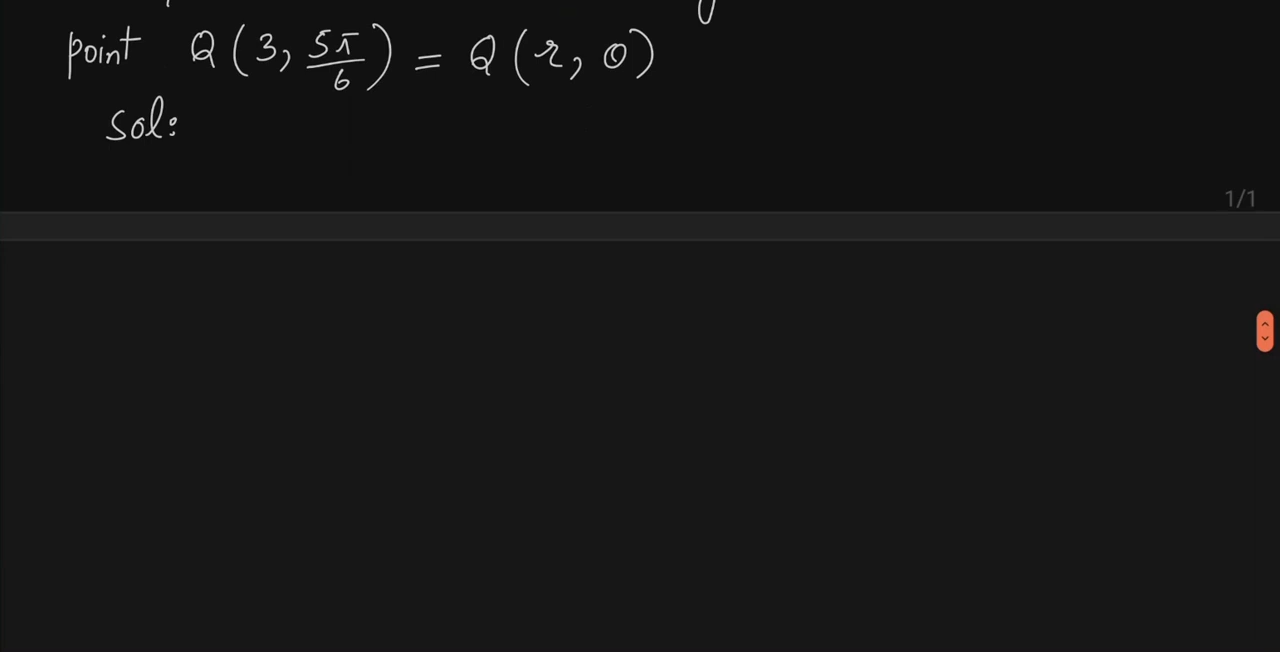 point Q(3, 5π/6) = Q(r, θ)
sol:
1/1